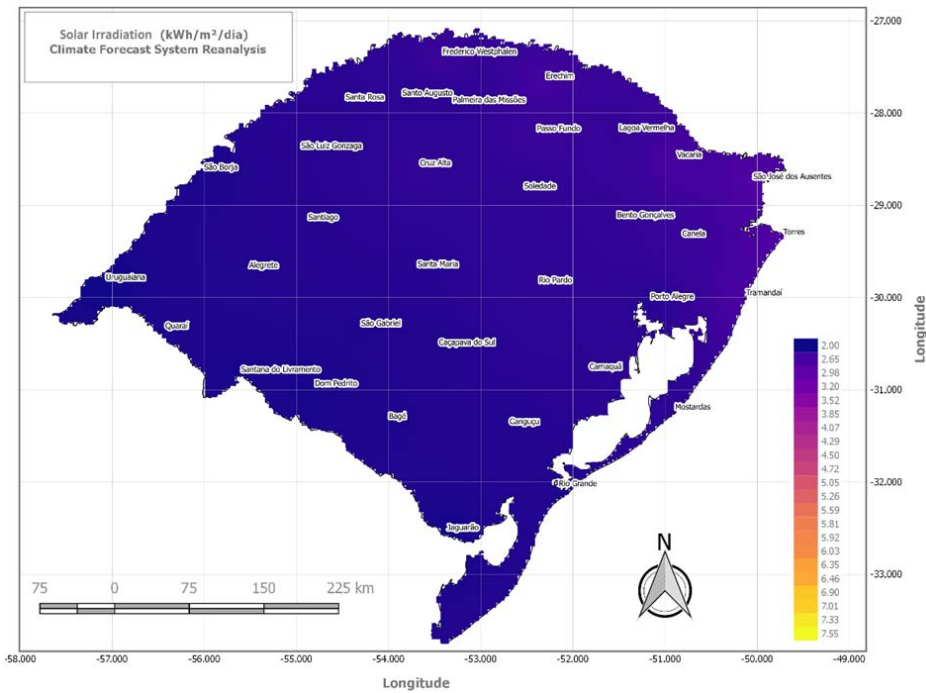 Solar Irradiation (kWh/m²/dia)
Climate Forecast System Reanalysis
-27.000
Frederico Westphalen
Erechim
Santo Augusto
Santa Rosa
Palmeira das Missões
-28.000
Passo Fundo
Lagoa Vermelha
São Luiz Gonzaga
Vacaria
São Borja
Cruz Alta
São José dos Ausentes
Soledade
-29.000
Santiago
Bento Gonçalves
Canela
Torres
Alegrete
Santa Maria
Uruguaiana
Rio Pardo
Tramandaí
Porto Alegre
-30.000
Quaraí
São Gabriel
Longitude
Caçapava do Sul
2.00
2.65
2.98
3.20
3.52
3.85
4.07
4.29
4.50
4.72
5.05
5.26
5.59
5.81
5.92
6.03
6.35
6.46
6.90
7.01
7.33
7.55
Santana do Livramento
Camaquã
Dom Pedrito
-31.000
Mostardas
Bagé
Canguçu
-32.000
Rio Grande
Jaguarão
N
-33.000
75 0 75 150 225 km
-58.000 -57.000 -56.000 -55.000 -54.000 -53.000 -52.000 -51.000 -50.000 -49.000
Longitude